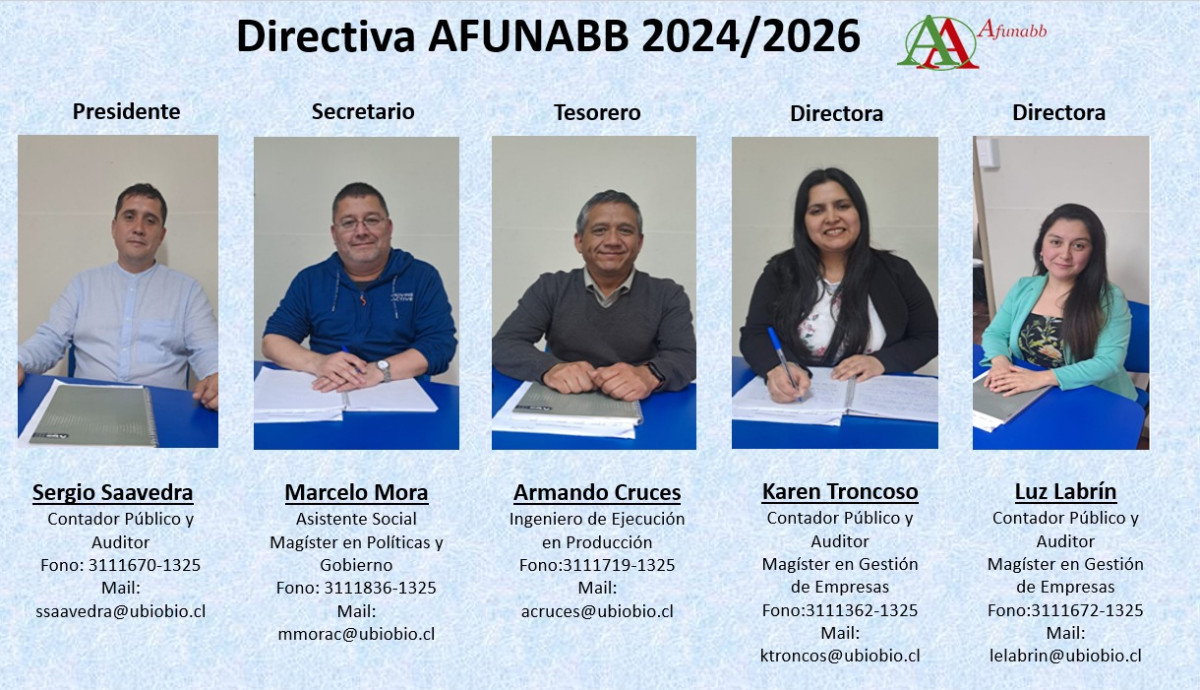 Directiva AFUNABB 2024/2026
Afunabb
Presidente
Secretario
Tesorero
Directora
Directora
Sergio Saavedra
Contador Público y
Auditor
Fono: 3111670-1325
Mail:
ssaavedra@ubiobio.cl
Marcelo Mora
Asistente Social
Magíster en Políticas y
Gobierno
Fono: 3111836-1325
Mail:
mmorac@ubiobio.cl
Armando Cruces
Ingeniero de Ejecución
en Producción
Fono:3111719-1325
Mail:
acruces@ubiobio.cl
Karen Troncoso
Contador Público y
Auditor
Magíster en Gestión
de Empresas
Fono:3111362-1325
Mail:
ktroncos@ubiobio.cl
Luz Labrín
Contador Público y
Auditor
Magíster en Gestión
de Empresas
Fono:3111672-1325
Mail:
lelabrin@ubiobio.cl